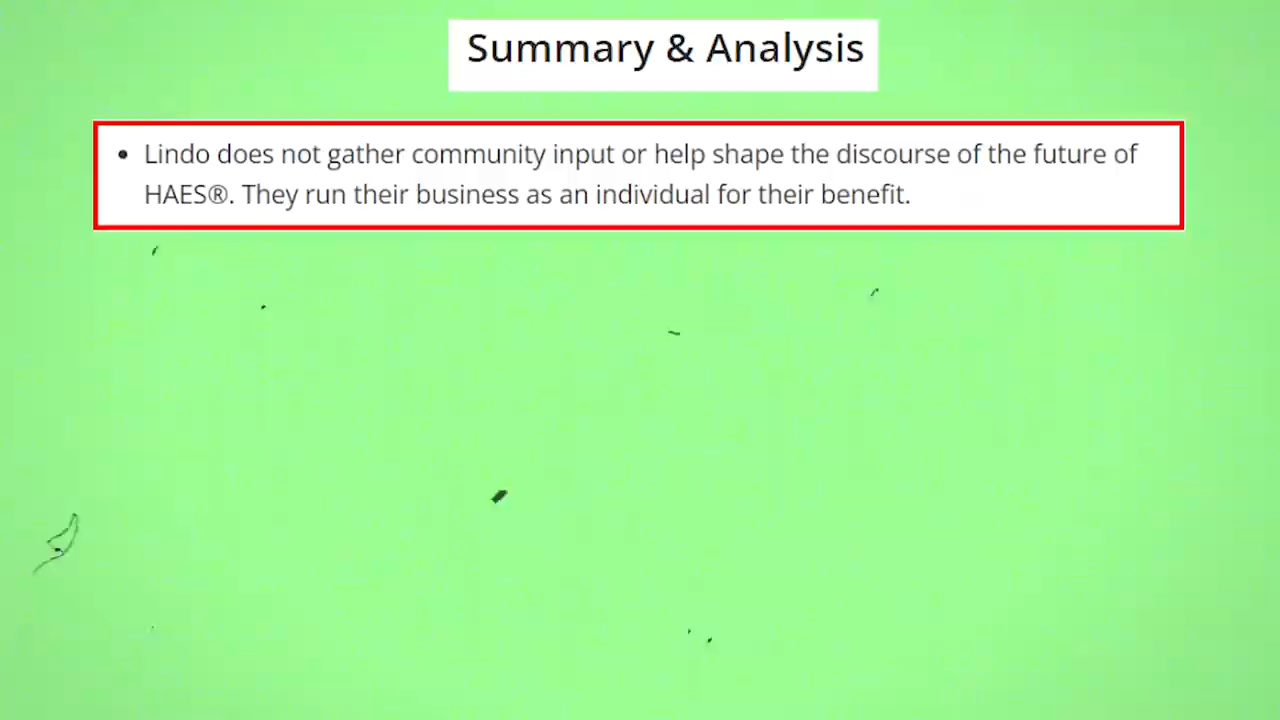 Summary & Analysis
• Lindo does not gather community input or help shape the discourse of the future of
HAES®. They run their business as an individual for their benefit.